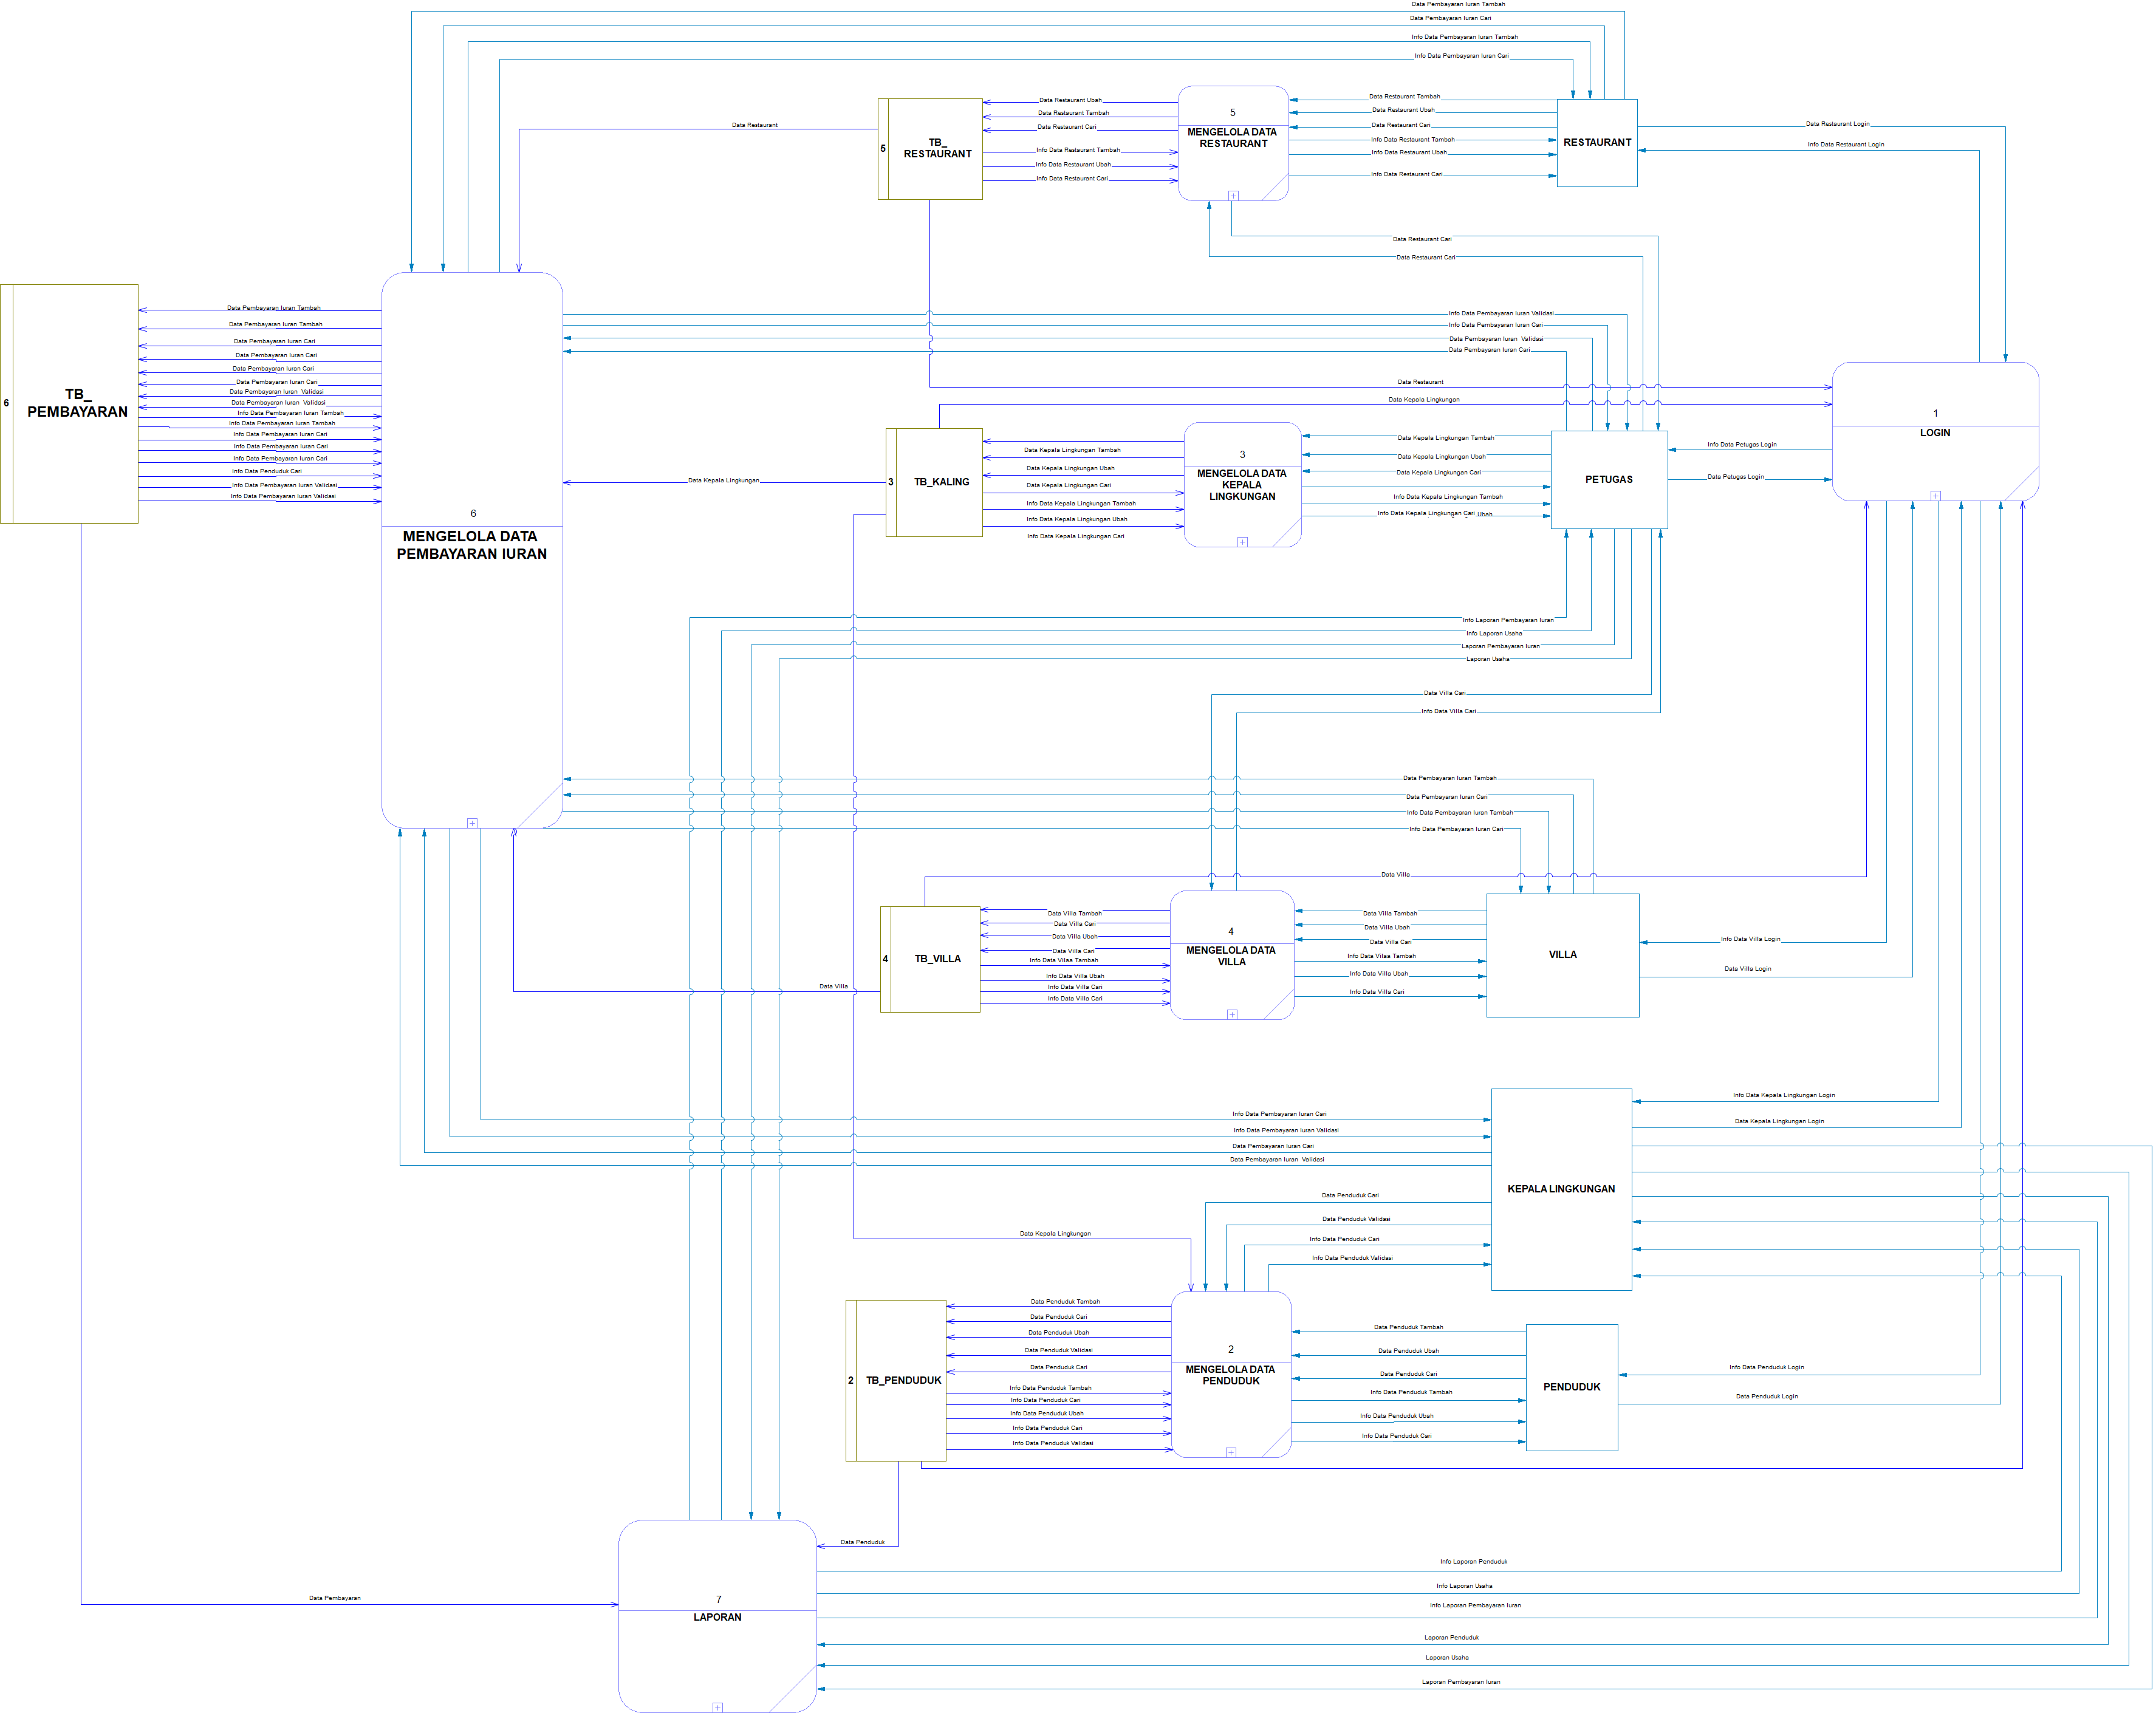 Data Pembayaran Iuran Tambah
Data Pembayaran Iuran Cari
Info Data Pembayaran Iuran Tambah
Info Data Pembayaran Iuran Cari
Data Restaurant
5
TB_
RESTAURANT
Data Restaurant Ubah
Data Restaurant Tambah
Data Restaurant Cari
Info Data Restaurant Tambah
Info Data Restaurant Ubah
Info Data Restaurant Cari
5
MENGELOLA DATA
RESTAURANT
Data Restaurant Tambah
Data Restaurant Ubah
Data Restaurant Cari
Info Data Restaurant Tambah
Info Data Restaurant Ubah
Info Data Restaurant Cari
RESTAURANT
Data Restaurant Login
Info Data Restaurant Login
Data Restaurant Cari
Data Restaurant Cari
6
TB_
PEMBAYARAN
Data Pembayaran Iuran Tambah
Data Pembayaran Iuran Tambah
Data Pembayaran Iuran Cari
Data Pembayaran Iuran Cari
Data Pembayaran Iuran Cari
Data Pembayaran Iuran Cari
Data Pembayaran Iuran Validasi
Data Pembayaran Iuran Validasi
Info Data Pembayaran Iuran Tambah
Info Data Pembayaran Iuran Tambah
Info Data Pembayaran Iuran Cari
Info Data Pembayaran Iuran Cari
Info Data Pembayaran Iuran Cari
Info Data Penduduk Cari
Info Data Pembayaran Iuran Validasi
Info Data Pembayaran Iuran Validasi
6
MENGELOLA DATA
PEMBAYARAN IURAN
Info Data Pembayaran Iuran Validasi
Info Data Pembayaran Iuran Cari
Data Pembayaran Iuran Validasi
Data Pembayaran Iuran Cari
Data Restaurant
Data Kepala Lingkungan
1
LOGIN
Data Kepala Lingkungan
3
TB_KALING
Data Kepala Lingkungan Tambah
Data Kepala Lingkungan Ubah
Data Kepala Lingkungan Cari
Info Data Kepala Lingkungan Tambah
Info Data Kepala Lingkungan Ubah
Info Data Kepala Lingkungan Cari
3
MENGELOLA DATA
KEPALA
LINGKUNGAN
Data Kepala Lingkungan Tambah
Data Kepala Lingkungan Ubah
Data Kepala Lingkungan Cari
Info Data Kepala Lingkungan Tambah
Info Data Kepala Lingkungan Cari Ubah
PETUGAS
Info Data Petugas Login
Data Petugas Login
Info Laporan Pembayaran Iuran
Info Laporan Usaha
Laporan Pembayaran Iuran
Laporan Usaha
Data Villa Cari
Info Data Villa Cari
Data Pembayaran Iuran Tambah
Data Pembayaran Iuran Cari
Info Data Pembayaran Iuran Tambah
Info Data Pembayaran Iuran Cari
Data Villa
Data Villa
4
TB_VILLA
Data Villa Tambah
Data Villa Cari
Data Villa Ubah
Data Villa Cari
Info Data Vilaa Tambah
Info Data Villa Ubah
Info Data Villa Cari
Info Data Villa Cari
4
MENGELOLA DATA
VILLA
Data Villa Tambah
Data Villa Ubah
Data Villa Cari
Info Data Vilaa Tambah
Info Data Villa Ubah
Info Data Villa Cari
VILLA
Info Data Villa Login
Data Villa Login
Info Data Pembayaran Iuran Cari
Info Data Pembayaran Iuran Validasi
Data Pembayaran Iuran Cari
Data Pembayaran Iuran Validasi
KEPALA LINGKUNGAN
Info Data Kepala Lingkungan Login
Data Kepala Lingkungan Login
Data Penduduk Cari
Data Penduduk Validasi
Info Data Penduduk Cari
Info Data Penduduk Validasi
Data Kepala Lingkungan
2
TB_PENDUDUK
Data Penduduk Tambah
Data Penduduk Cari
Data Penduduk Ubah
Data Penduduk Validasi
Data Penduduk Cari
Info Data Penduduk Tambah
Info Data Penduduk Cari
Info Data Penduduk Ubah
Info Data Penduduk Cari
Info Data Penduduk Validasi
2
MENGELOLA DATA
PENDUDUK
Data Penduduk Tambah
Data Penduduk Ubah
Data Penduduk Cari
Info Data Penduduk Tambah
Info Data Penduduk Ubah
Info Data Penduduk Cari
PENDUDUK
Info Data Penduduk Login
Data Penduduk Login
Data Penduduk
Data Pembayaran
7
LAPORAN
Info Laporan Penduduk
Info Laporan Usaha
Info Laporan Pembayaran Iuran
Laporan Penduduk
Laporan Usaha
Laporan Pembayaran Iuran